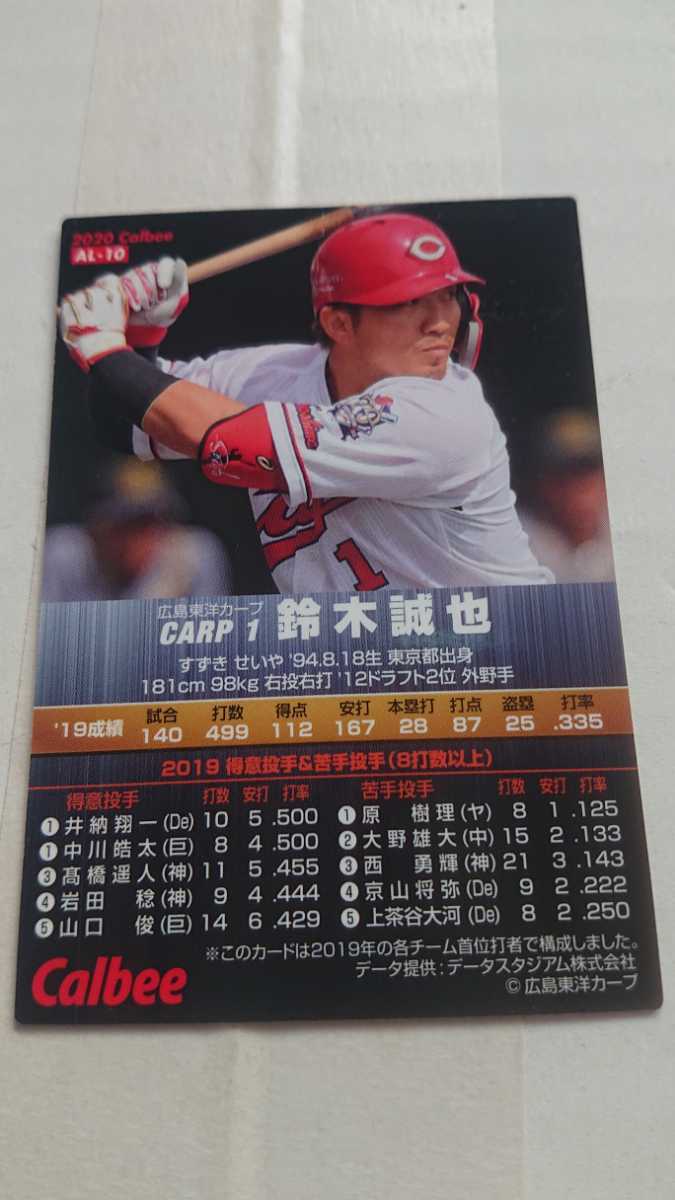 2020 Calbee
AL・10
1
広島東洋カープ
CARP 1 鈴木誠也
すずき せいや '94.8.18生 東京都出身
181cm 98kg 右投右打 '12ドラフト2位 外野手
'19成績 試合 打数 得点 安打 本塁打 打点 盗塁 打率
140 499 112 167 28 87 25 .335
2019 得意投手&苦手投手(8打数以上)
得意投手 打数 安打 打率
❶井納翔一(De) 10 5 .500
❶中川皓太(巨) 8 4 .500
❸髙橋遥人(神) 11 5 .455
❹岩田 稔(神) 9 4 .444
❺山口 俊(巨) 14 6 .429
苦手投手 打数 安打 打率
❶原 樹理(ヤ) 8 1 .125
❷大野雄大(中) 15 2 .133
❸西 勇輝(神) 21 3 .143
❹京山将弥(De) 9 2 .222
❺上茶谷大河(De) 8 2 .250
※このカードは2019年の各チーム首位打者で構成しました。
データ提供:データスタジアム株式会社
©広島東洋カープ
Calbee